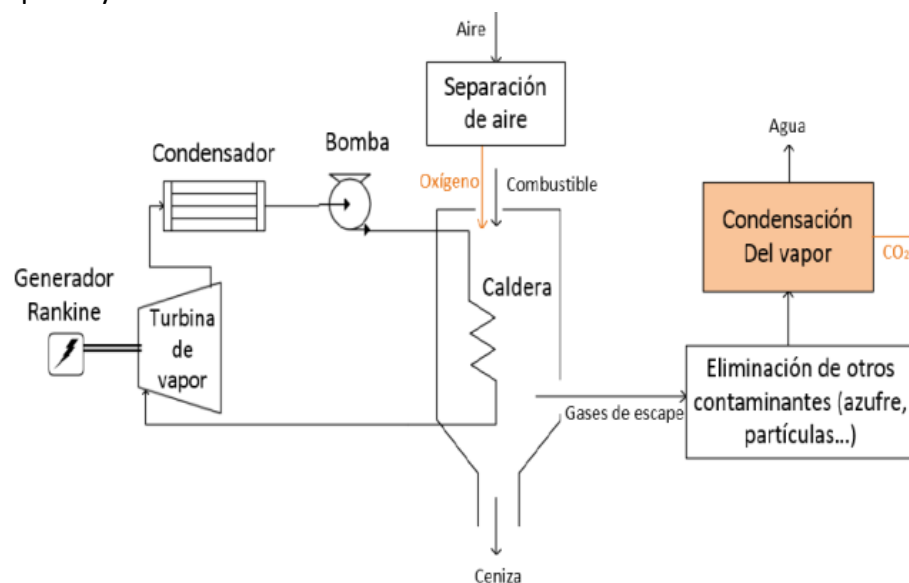 Aire
Separación
de aire
Condensador
Bomba
Oxígeno
Combustible
Agua
Condensación
Del vapor
CO₂
Generador
Rankine
Turbina
de
vapor
Caldera
Gases de escape
Eliminación de otros
contaminantes (azufre,
partículas...)
Ceniza